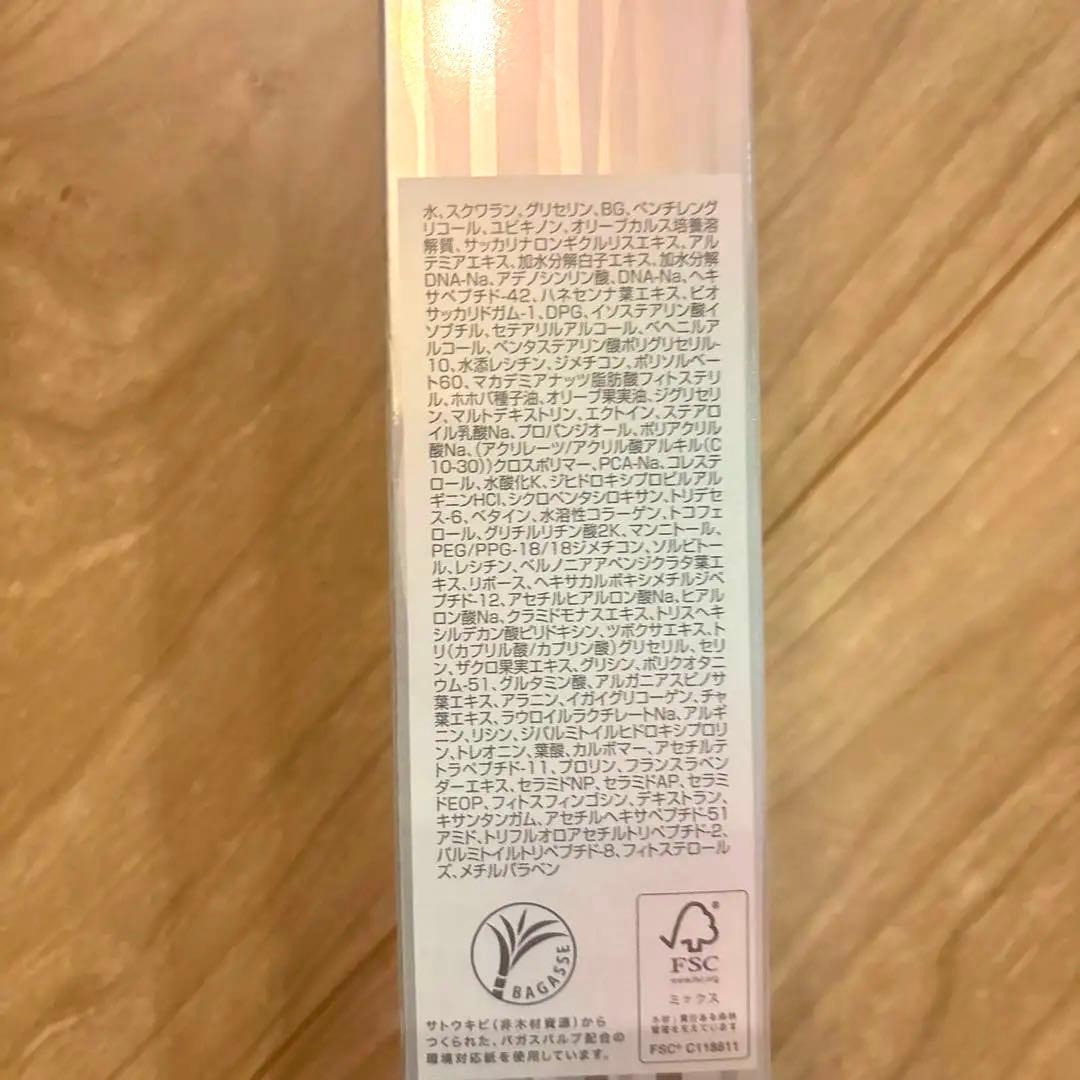 水、スクワラン、グリセリン、BG、ペンチレング
リコール、ユビキノン、オリーブカルス培養溶
解質、サッカリナロンギクルリスエキス、アル
テミアエキス、加水分解白子エキス、加水分解
DNA-Na、アデノシンリン酸、DNA-Na、ヘキ
サペプチド-42、ハネセンナ葉エキス、ビオ
サッカリドガム-1、DPG、イソステアリン酸イ
ソブチル、セテアリルアルコール、ベヘニルア
ルコール、ペンタステアリン酸ポリグリセリル-
10、水添レシチン、ジメチコン、ポリソルベー
ト60、マカデミアナッツ脂肪酸フィトステリ
ル、ホホバ種子油、オリーブ果実油、ジグリセリ
ン、マルトデキストリン、エクトイン、ステアロ
イル乳酸Na、プロパンジオール、ポリアクリル
酸Na、(アクリレーツ/アクリル酸アルキル(C
10-30))クロスポリマー、PCA-Na、コレステ
ロール、水酸化K、ジヒドロキシプロピルアル
ギニンHCl、シクロペンタシロキサン、トリデセ
ス-6、ベタイン、水溶性コラーゲン、トコフェ
ロール、グリチルリチン酸2K、マンニトール、
PEG/PPG-18/18ジメチコン、ソルビトー
ル、レシチン、ベルノニアアペンジクラタ葉エ
キス、リボース、ヘキサカルボキシメチルジペ
プチド-12、アセチルヒアルロン酸Na、ヒアル
ロン酸Na、クラミドモナスエキス、トリスヘキ
シルデカン酸ピリドキシン、ツボクサエキス、ト
リ(カプリル酸/カプリン酸)グリセリル、セリ
ン、ザクロ果実エキス、グリシン、ポリクオタニ
ウム-51、グルタミン酸、アルガニアスピノサ
葉エキス、アラニン、イガイグリコーゲン、チャ
葉エキス、ラウロイルラクチレートNa、アルギ
ニン、リシン、ジパルミトイルヒドロキシプロリ
ン、トレオニン、葉酸、カルボマー、アセチルテ
トラペプチド-11、プロリン、フランスラベン
ダーエキス、セラミドNP、セラミドAP、セラミ
ドEOP、フィトスフィンゴシン、デキストラン、
キサンタンガム、アセチルヘキサペプチド-51
アミド、トリフルオロアセチルトリペプチド-2、
パルミトイルトリペプチド-8、フィトステロール
ズ、メチルパラベン
BAGASSE
サトウキビ(非木材資源)から
つくられた、バガスパルプ配合の
環境対応紙を使用しています。
FSC
www.fsc.org
ミックス
木材｜責任ある森林
管理を支えています
FSC® C118811